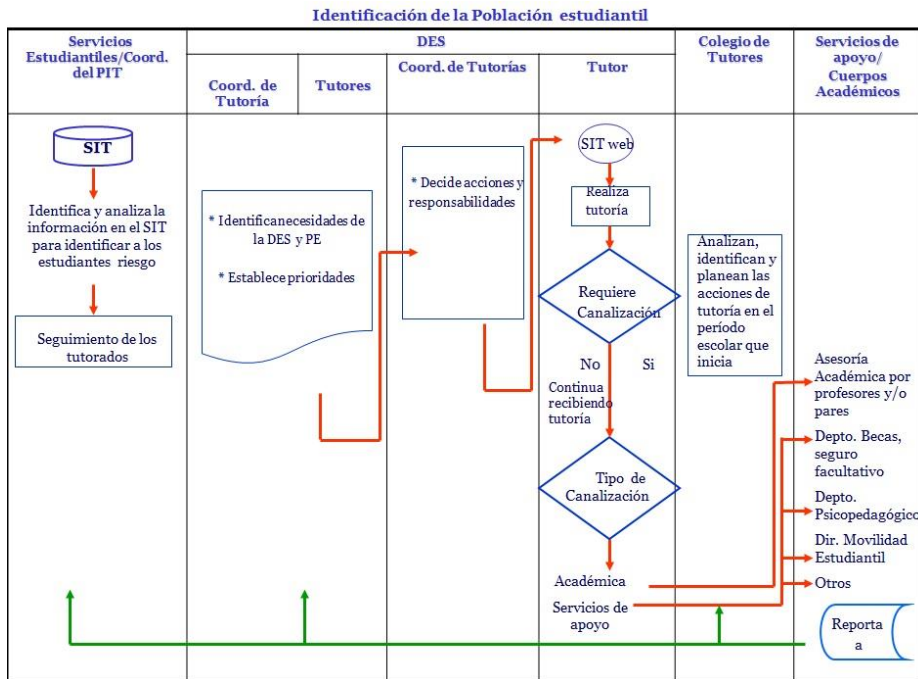 Identificación de la Población estudiantil
Servicios
Estudiantiles/Coord.
del PIT
DES
Coord. de
Tutoría
Tutores
Coord. de Tutorías
Tutor
Colegio de
Tutores
Servicios de
apoyo/
Cuerpos
Académicos
SIT
Identifica y analiza la
información en el SIT
para identificar a los
estudiantes riesgo
Seguimiento de los
tutorados
* Identificanecesidades de
la DES y PE
* Establece prioridades
* Decide acciones y
responsabilidades
SIT web
Realiza
tutoría
Requiere
Canalización
No
Si
Continua
recibiendo
tutoría
Tipo de
Canalización
Académica
Servicios de
apoyo
Analizan,
identifican y
planean las
acciones de
tutoría en el
período
escolar que
inicia
Asesoría
Académica por
profesores y/o
pares
Depto. Becas,
seguro
facultativo
Depto.
Psicopedagógico
Dir. Movilidad
Estudiantil
Otros
Reporta
a